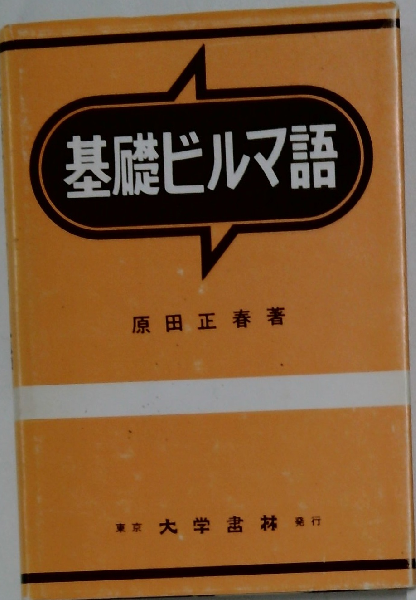 基礎ビルマ語
原田正春著
東京 大学書林 発行